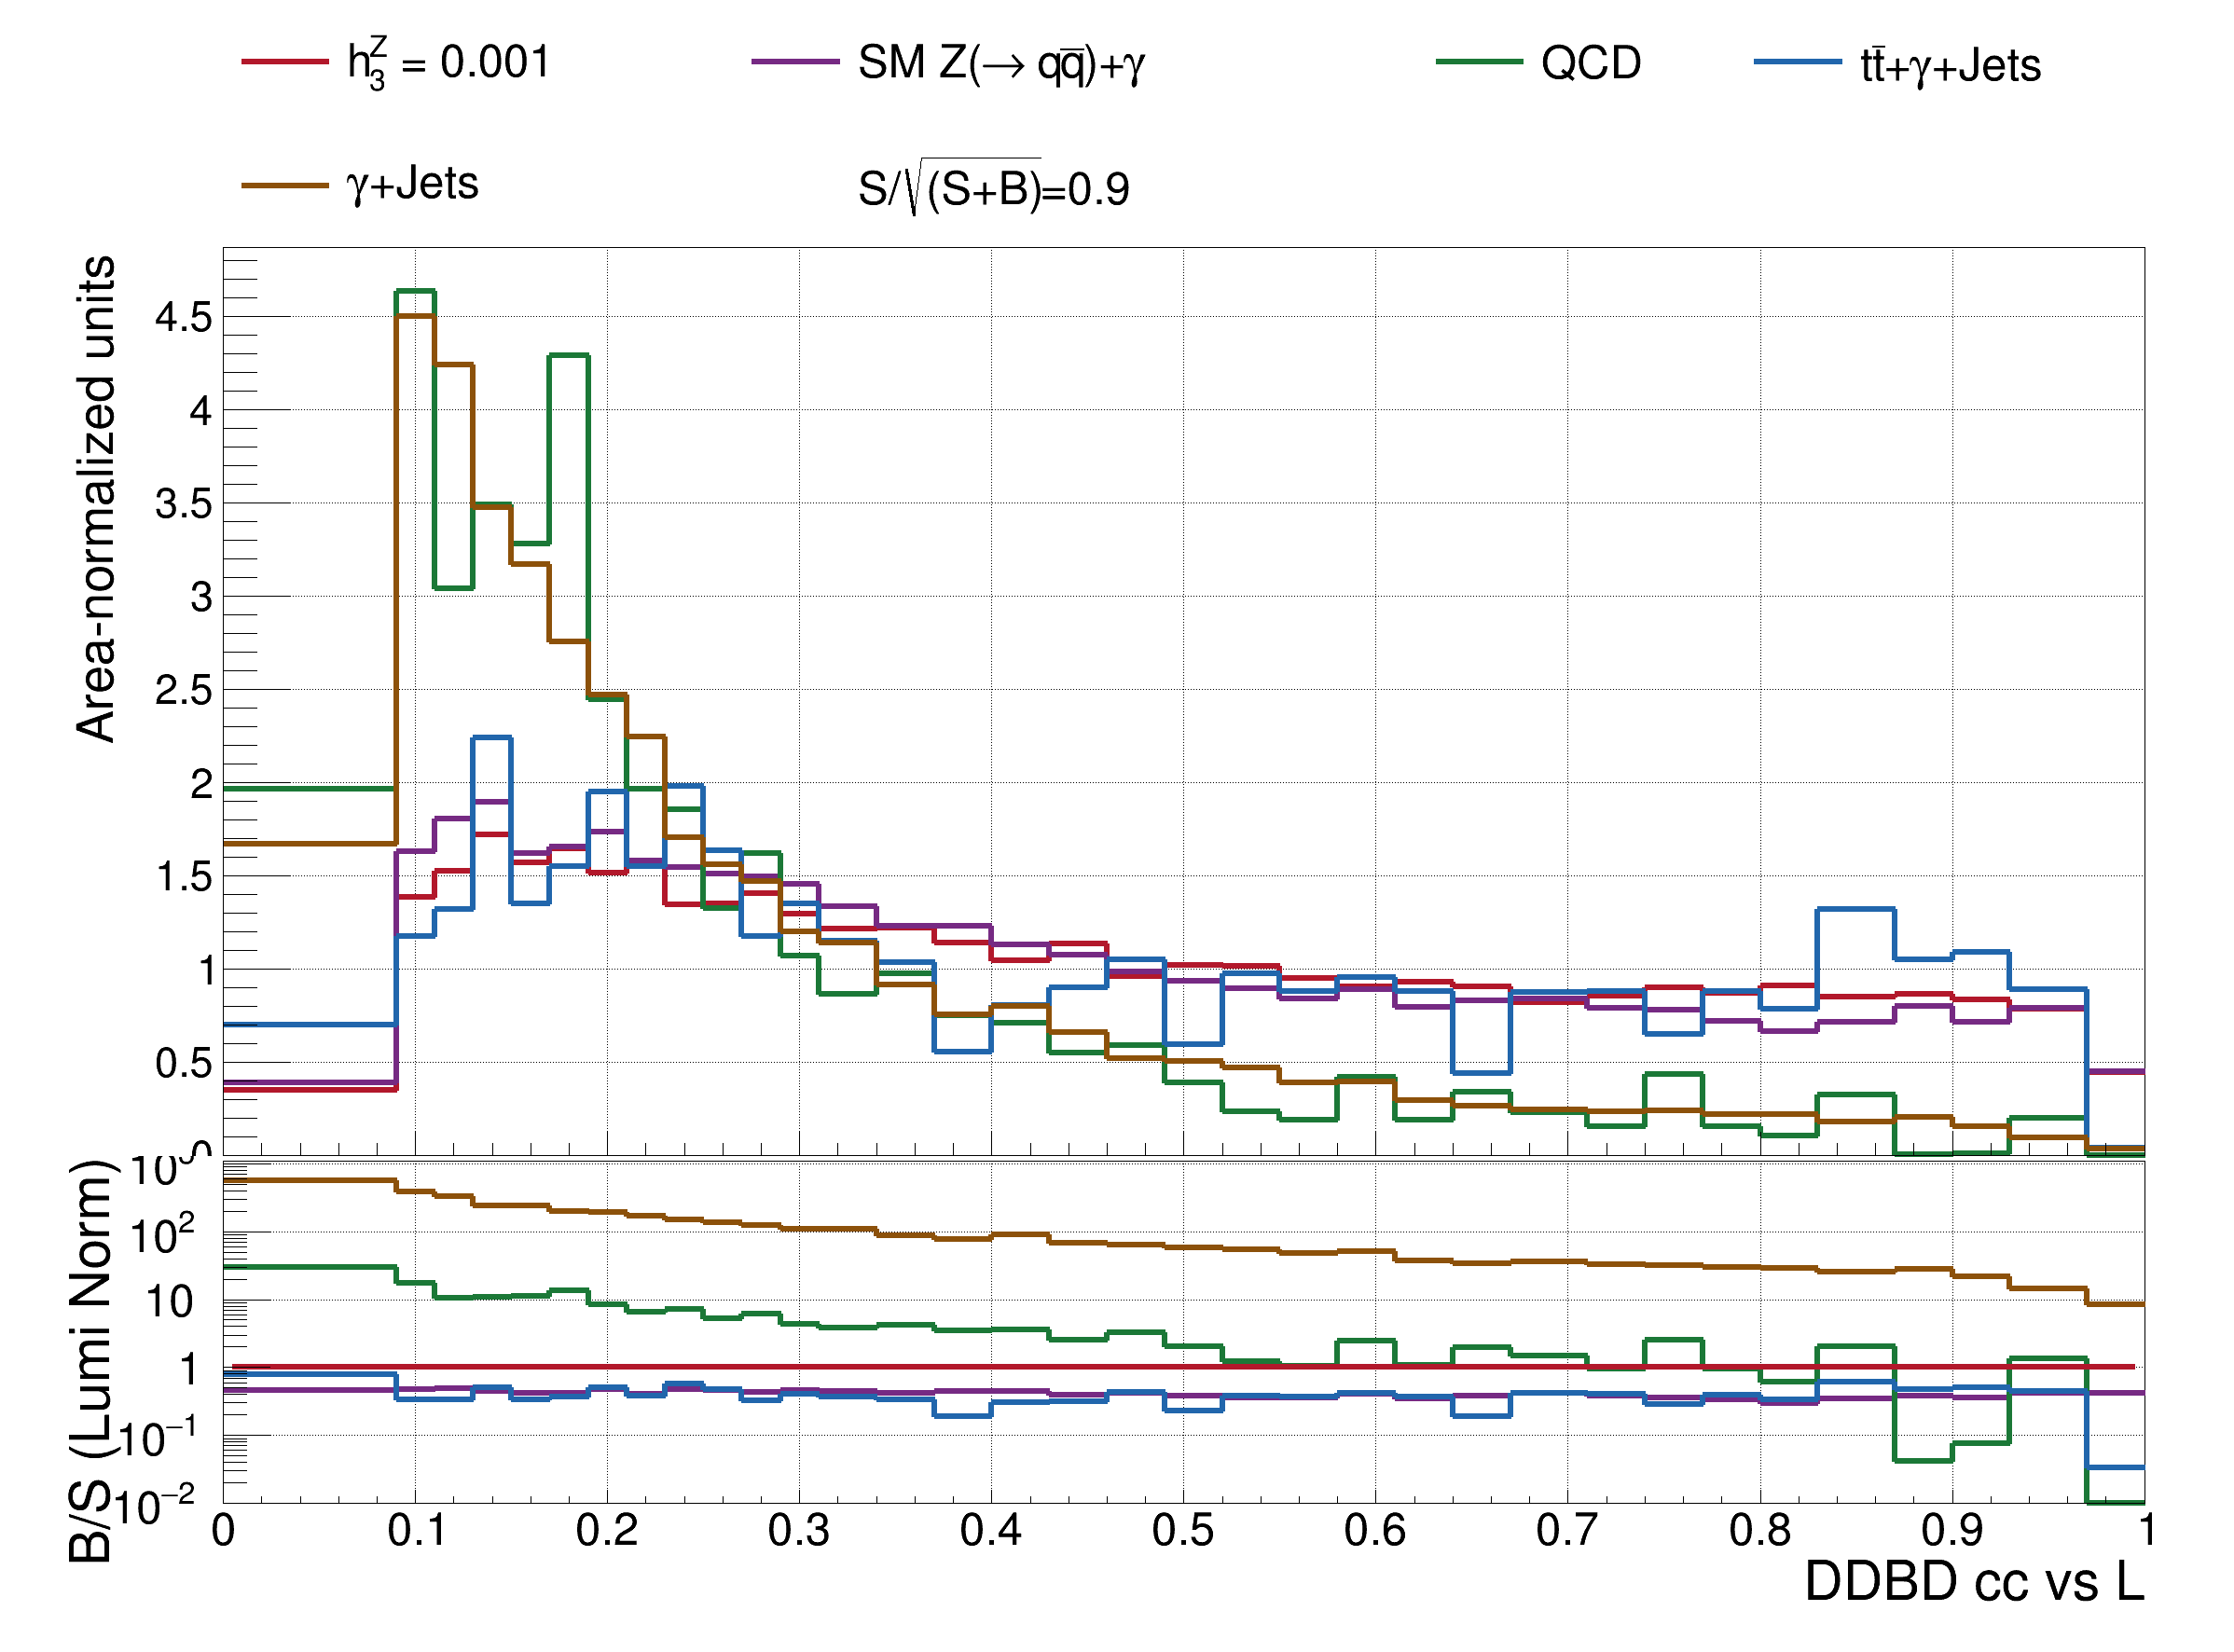 h₃ᶻ = 0.001 SM Z(→ qq̅)+γ QCD tt̅+γ+Jets
γ+Jets S/√(S+B)=0.9
Area-normalized units
4.5
4
3.5
3
2.5
2
1.5
1
0.5
0
B/S (Lumi Norm)
10³
10²
10
1
10⁻¹
10⁻²
0 0.1 0.2 0.3 0.4 0.5 0.6 0.7 0.8 0.9 1
DDBD cc vs L